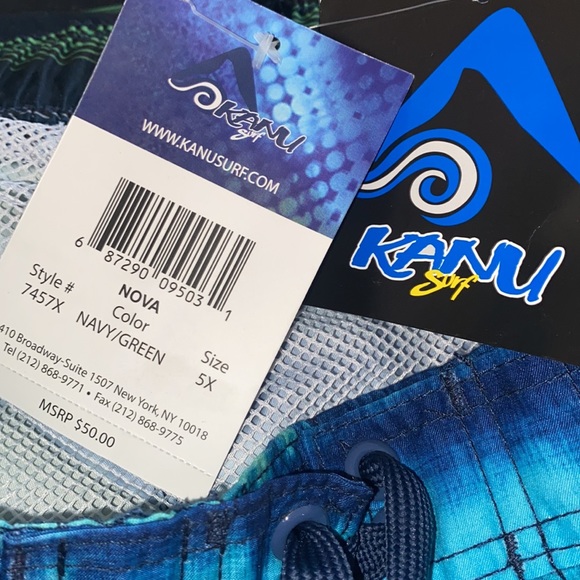 KANU
Surf
WWW.KANUSURF.COM
6 87290 09503 1
NOVA
Style # Color Size
7457X NAVY/GREEN 5X
410 Broadway-Suite 1507 New York, NY 10018
Tel (212) 868-9771 • Fax (212) 868-9775
MSRP $50.00
KANU
Surf